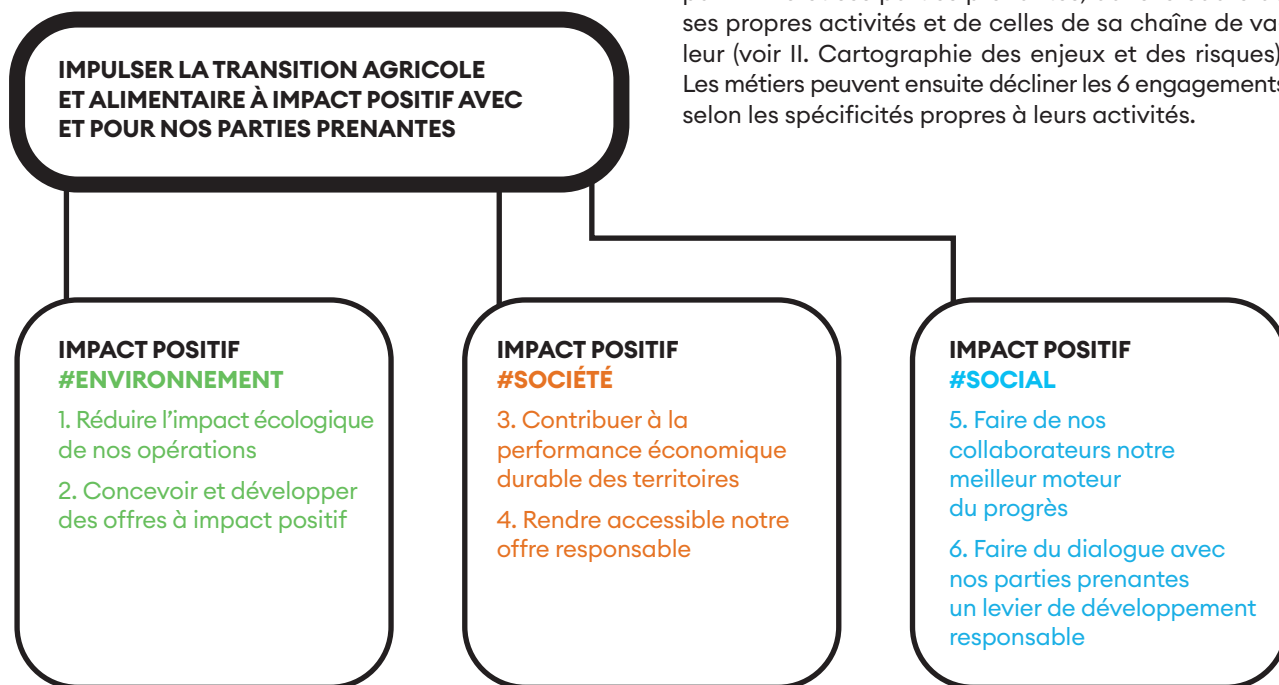 ses propres activités et de celles de sa chaîne de va-
leur (voir II. Cartographie des enjeux et des risques)
Les métiers peuvent ensuite décliner les 6 engagements
selon les spécificités propres à leurs activités.
IMPULSER LA TRANSITION AGRICOLE
ET ALIMENTAIRE À IMPACT POSITIF AVEC
ET POUR NOS PARTIES PRENANTES
IMPACT POSITIF
#ENVIRONNEMENT
1. Réduire l’impact écologique
de nos opérations
2. Concevoir et développer
des offres à impact positif
IMPACT POSITIF
#SOCIÉTÉ
3. Contribuer à la
performance économique
durable des territoires
4. Rendre accessible notre
offre responsable
IMPACT POSITIF
#SOCIAL
5. Faire de nos
collaborateurs notre
meilleur moteur
du progrès
6. Faire du dialogue avec
nos parties prenantes
un levier de développement
responsable